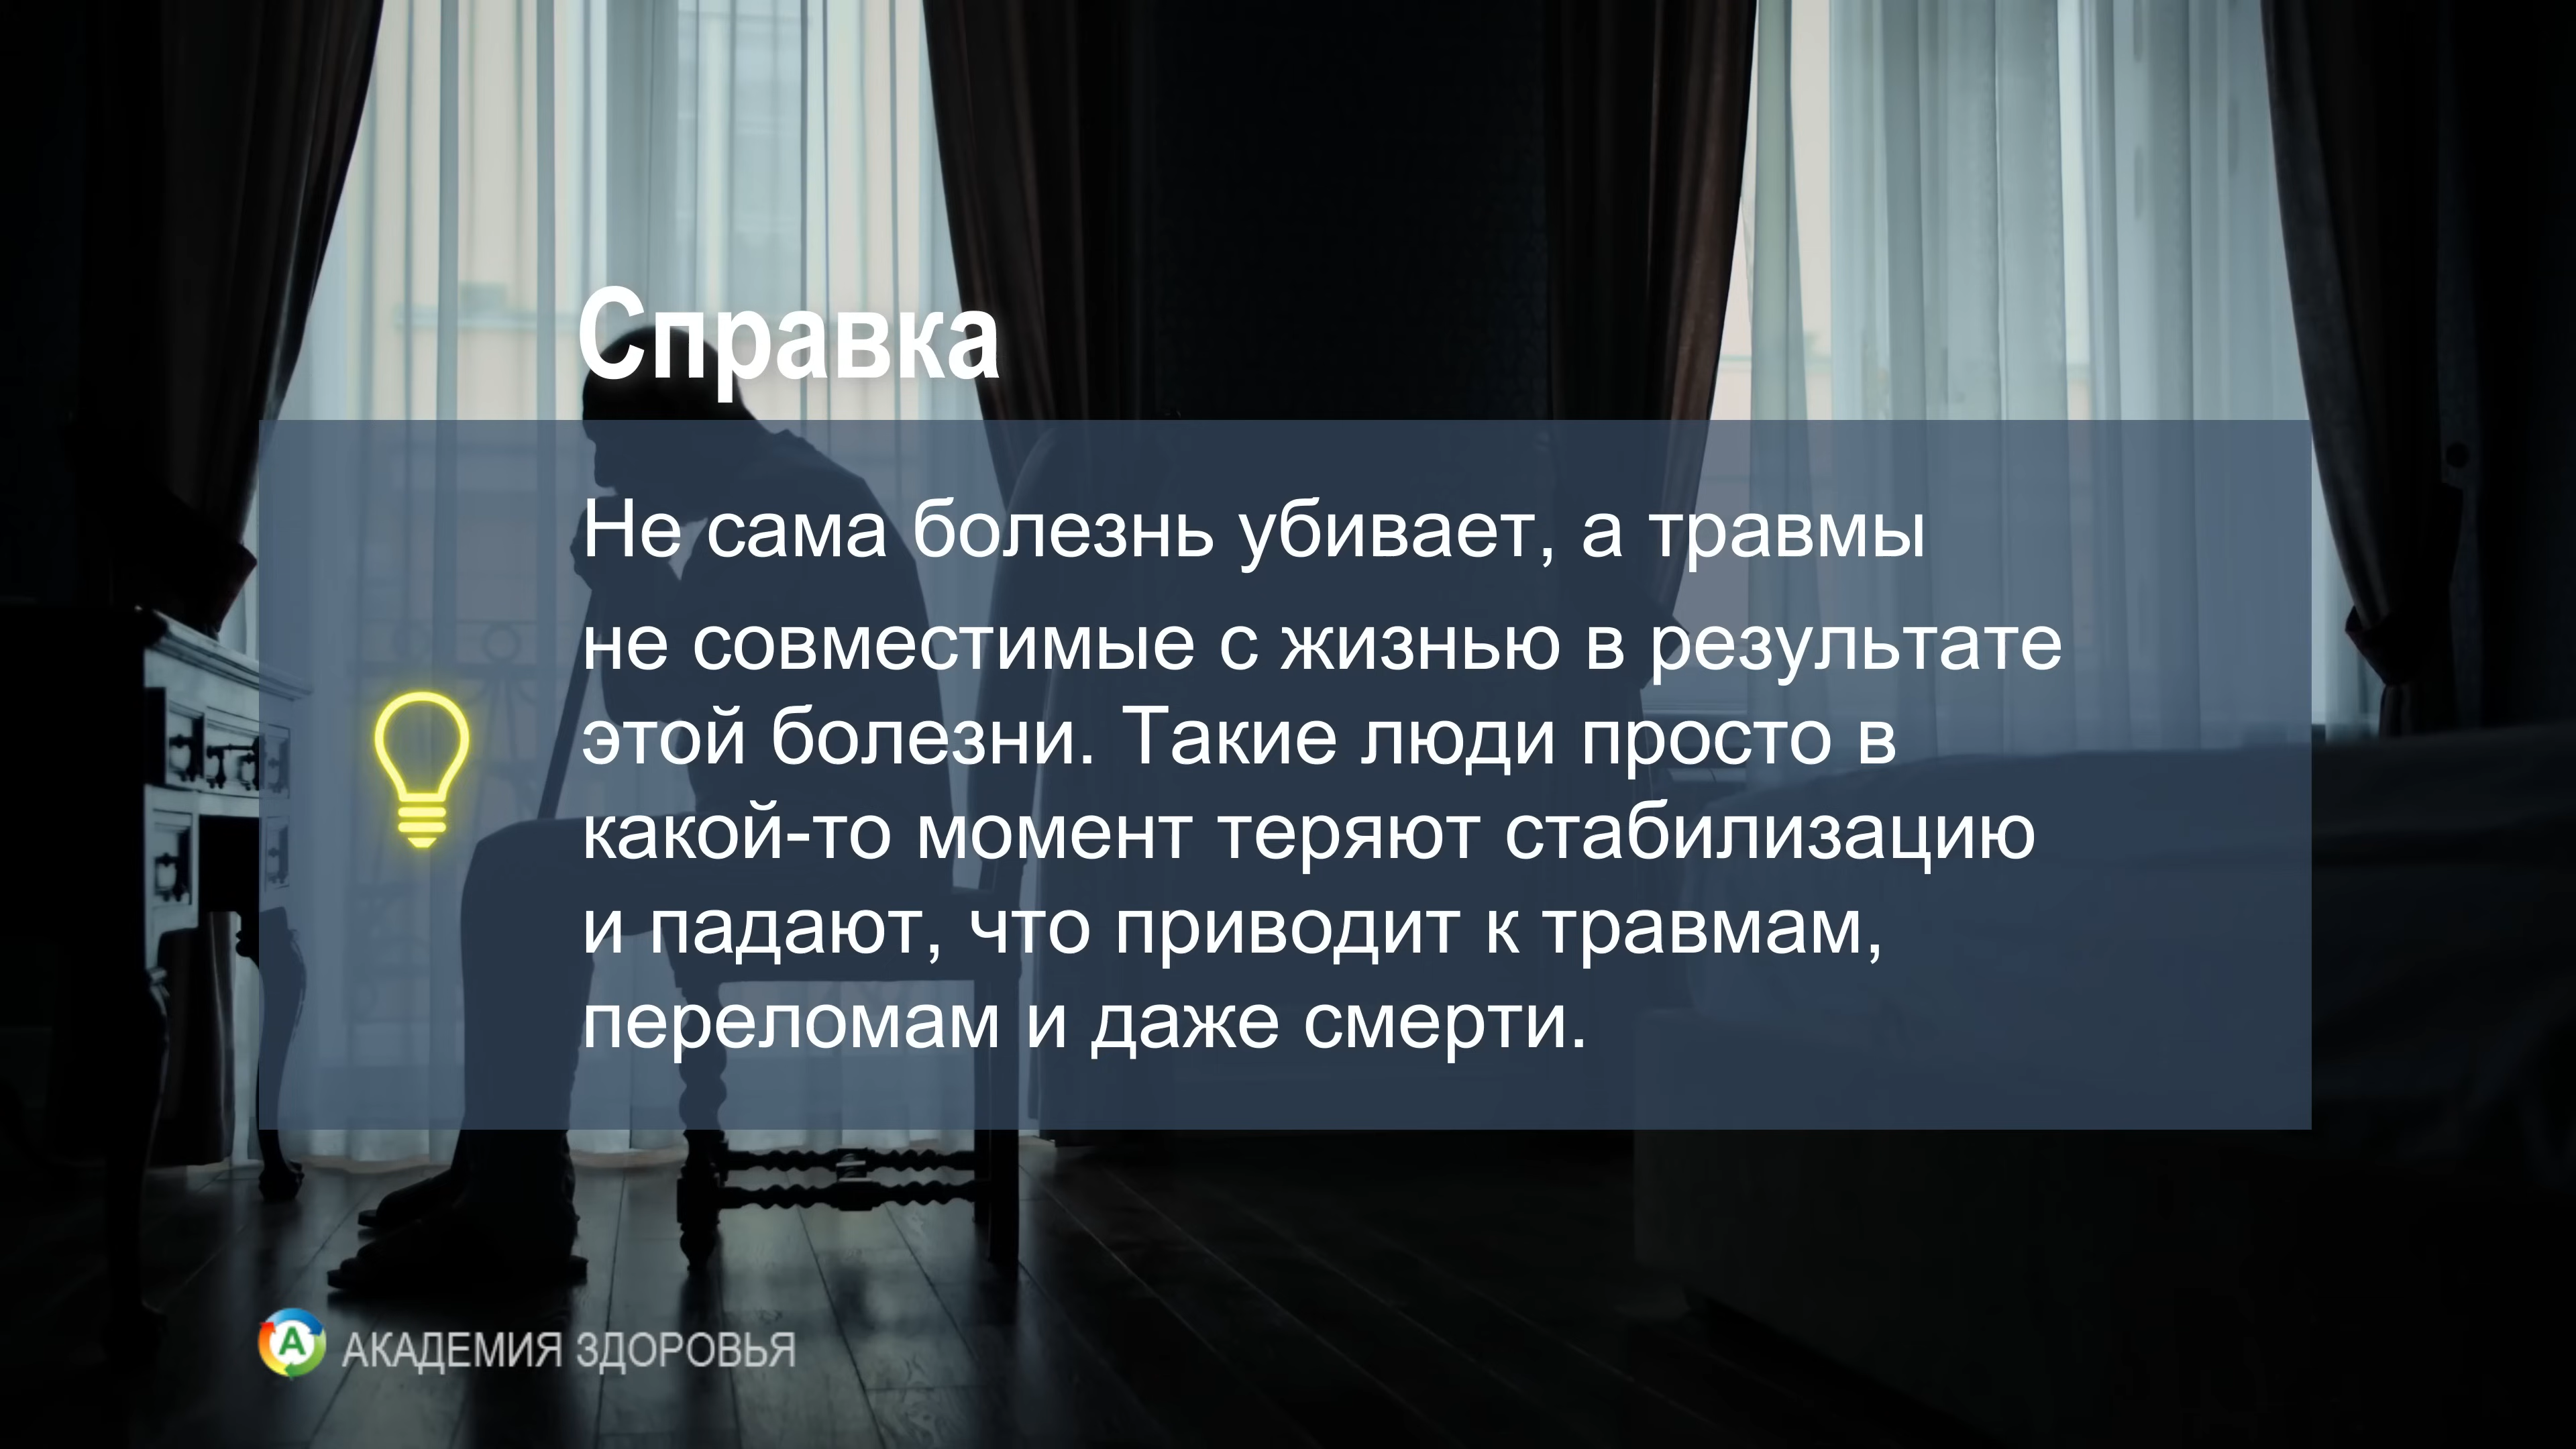 Справка
Не сама болезнь убивает, а травмы
не совместимые с жизнью в результате
этой болезни. Такие люди просто в
какой-то момент теряют стабилизацию
и падают, что приводит к травмам,
переломам и даже смерти.
А АКАДЕМИЯ ЗДОРОВЬЯ